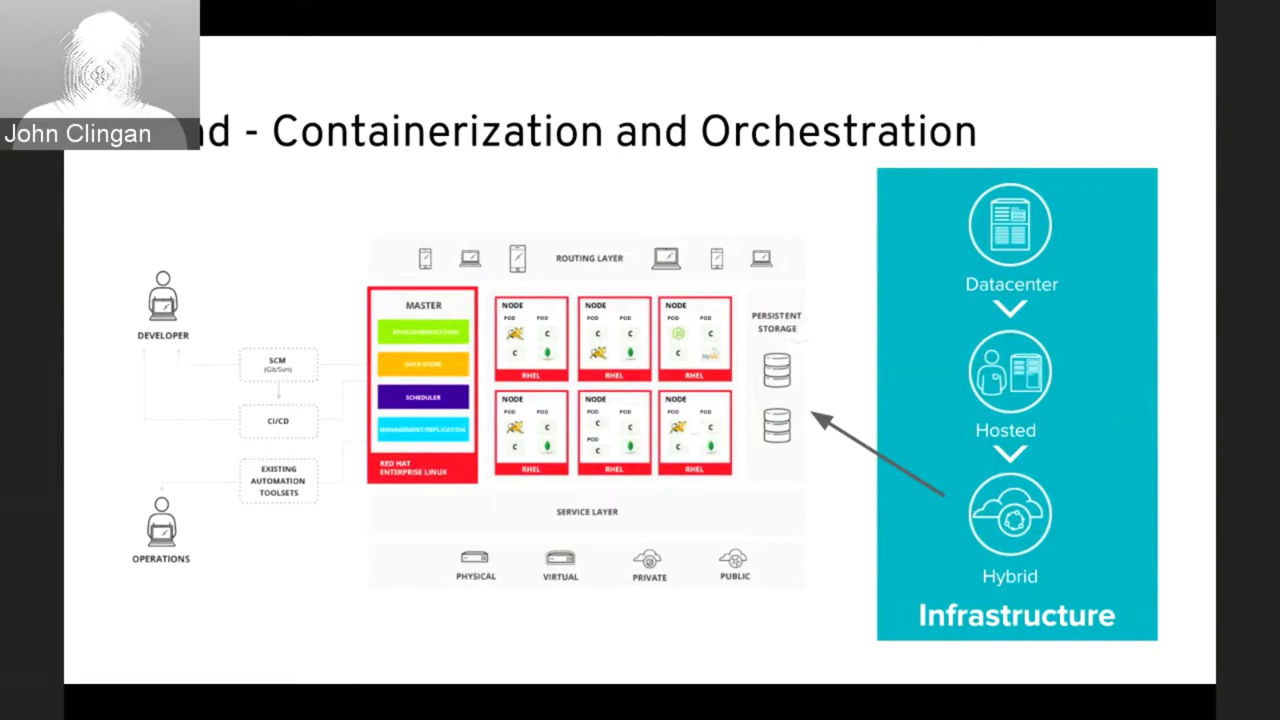 John Clingan
nd - Containerization and Orchestration
DEVELOPER
SCM
(Git/Svn)
CI/CD
EXISTING
AUTOMATION
TOOLSETS
OPERATIONS
ROUTING LAYER
MASTER
DATA STORE
SCHEDULER
MANAGEMENT/REPLICATION
RED HAT
ENTERPRISE LINUX
NODE
POD POD
C
C
RHEL
NODE
POD POD
C C
RHEL
NODE
POD POD
C
C MySQL
RHEL
NODE
POD POD
C
C
RHEL
NODE
POD POD
C C
POD
C
RHEL
NODE
POD POD
C
C
RHEL
PERSISTENT
STORAGE
SERVICE LAYER
PHYSICAL
VIRTUAL
PRIVATE
PUBLIC
Datacenter
Hosted
Hybrid
Infrastructure